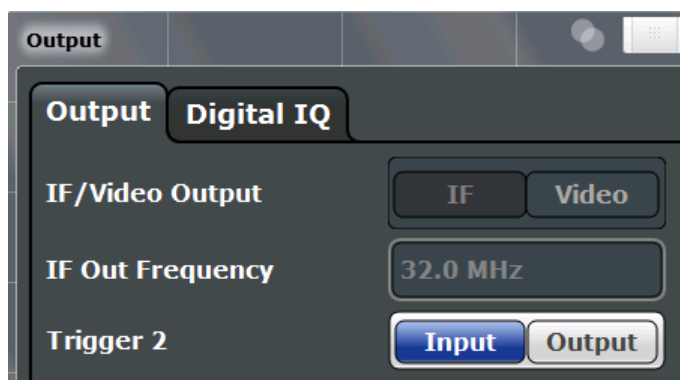 Output
Output Digital IQ
IF/Video Output IF Video
IF Out Frequency 32.0 MHz
Trigger 2 Input Output